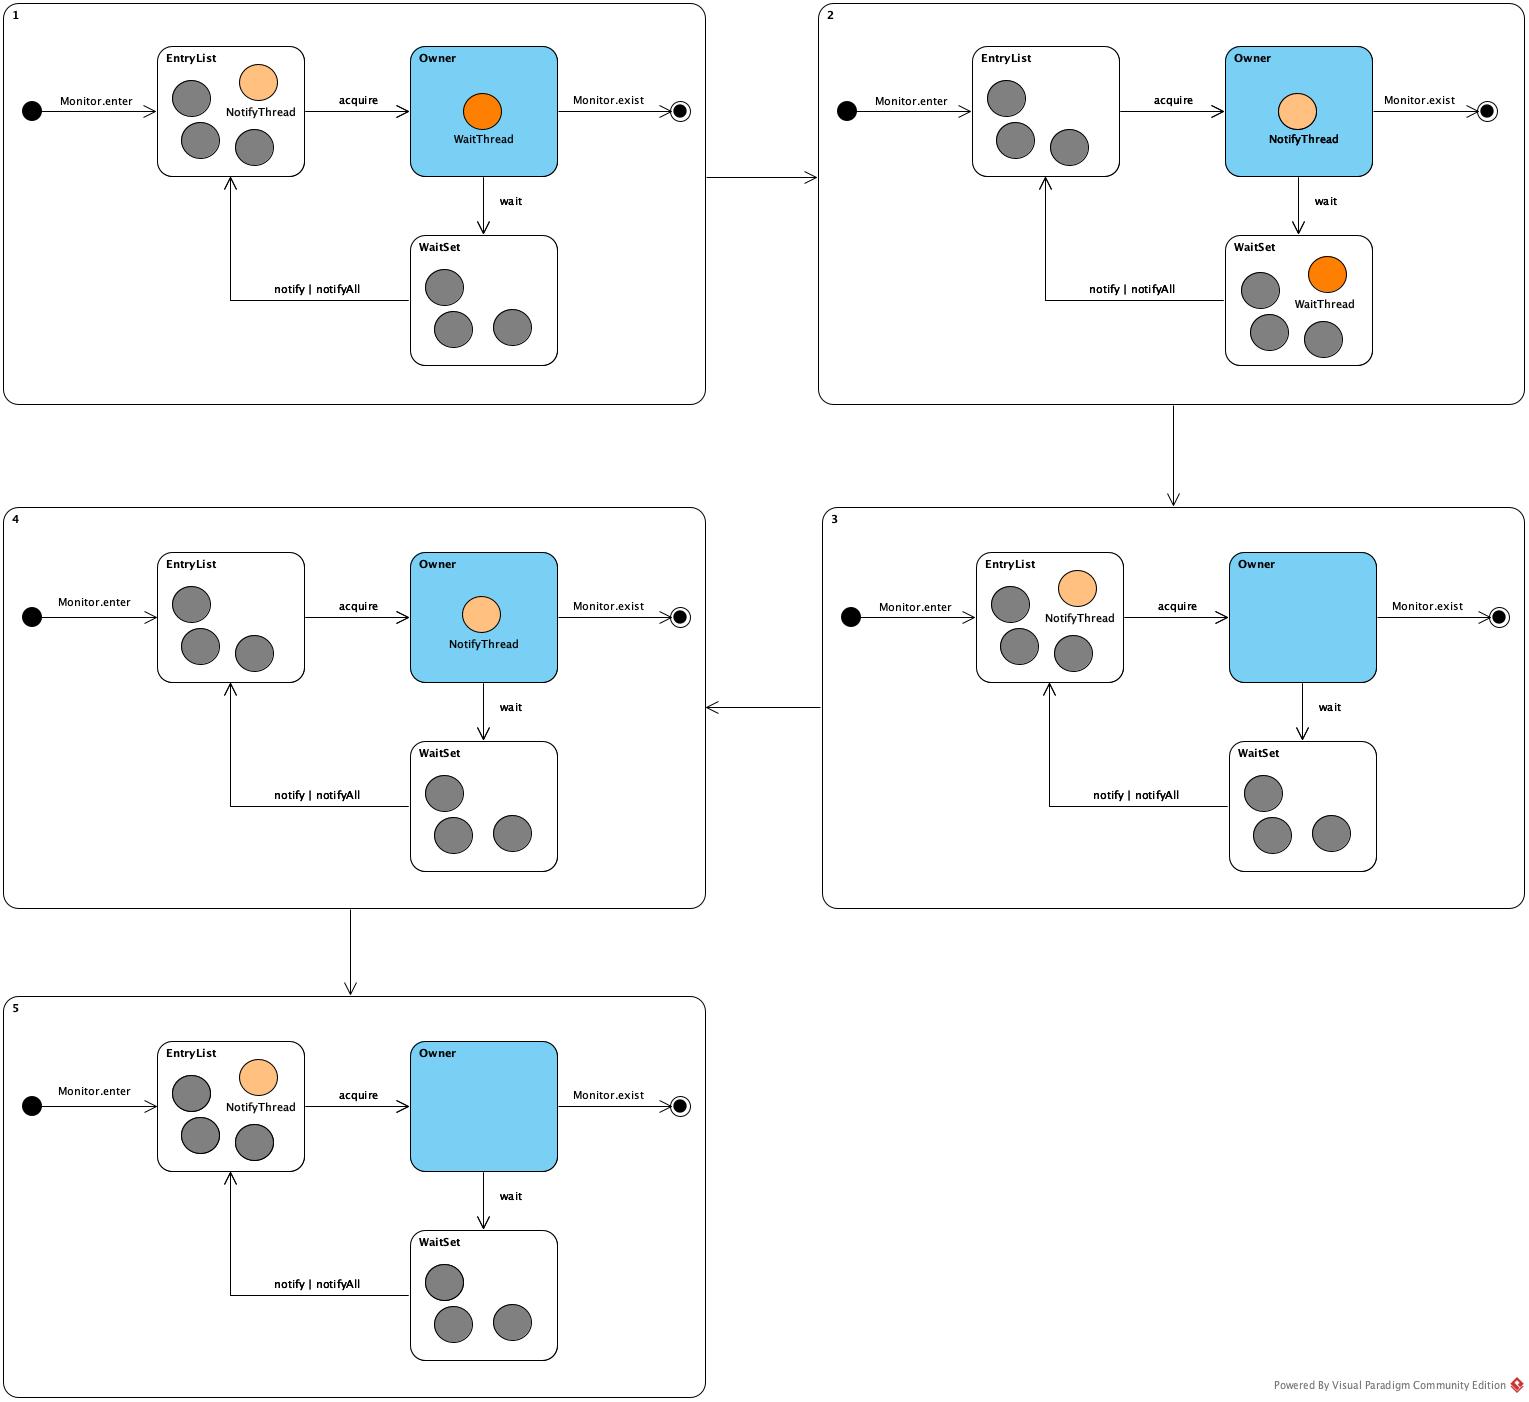 1
EntryList
Owner
Monitor.enter
NotifyThread
acquire
WaitThread
Monitor.exist
wait
WaitSet
notify | notifyAll
2
EntryList
Owner
Monitor.enter
acquire
NotifyThread
Monitor.exist
wait
WaitSet
WaitThread
notify | notifyAll
4
EntryList
Owner
Monitor.enter
acquire
NotifyThread
Monitor.exist
wait
WaitSet
notify | notifyAll
3
EntryList
Owner
Monitor.enter
NotifyThread
acquire
Monitor.exist
wait
WaitSet
notify | notifyAll
5
EntryList
Owner
Monitor.enter
NotifyThread
acquire
Monitor.exist
wait
WaitSet
notify | notifyAll
Powered By Visual Paradigm Community Edition